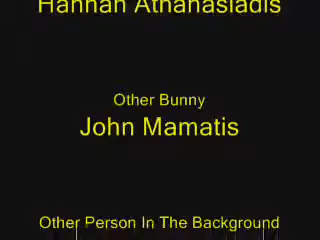 Hannah Athanasiadis
Other Bunny
John Mamatis
Other Person In The Background